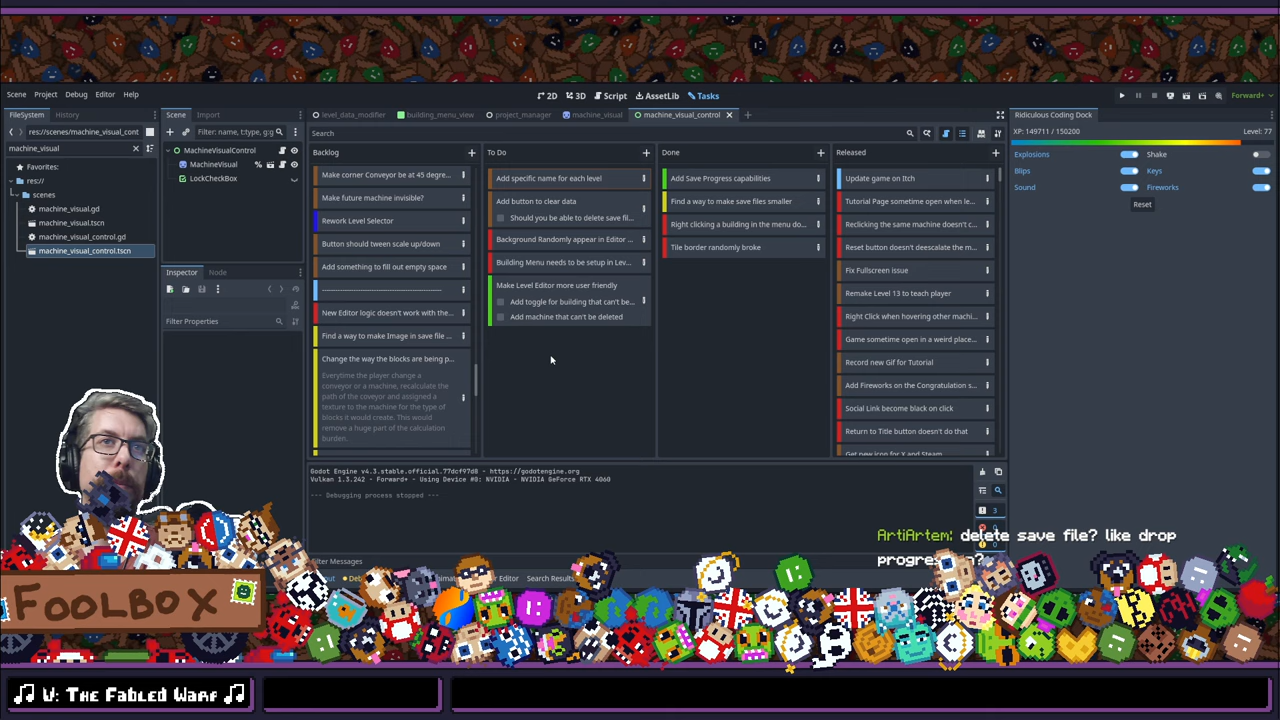 Scene Project Debug Editor Help
2D 3D Script AssetLib Tasks
Forward+
FileSystem History
Scene Import
level_data_modifier building_menu_view project_manager machine_visual machine_visual_control
Ridiculous Coding Dock
res://scenes/machine_visual_cont
Filter: name, t:type, g:g
Search
XP: 149711 / 150200 Level: 77
machine_visual
MachineVisualControl
MachineVisual
LockCheckBox
Favorites:
res://
scenes
machine_visual.gd
machine_visual.tscn
machine_visual_control.gd
machine_visual_control.tscn
Inspector Node
Filter Properties
Backlog
Make corner Conveyor be at 45 degre...
Make future machine invisible?
Rework Level Selector
Button should tween scale up/down
Add something to fill out empty space
New Editor logic doesn't work with the...
Find a way to make Image in save file ...
Change the way the blocks are being p...
Everytime the player change a
conveyor or a machine, recalculate
the path of the coveyor and assigned a
texture to the machine for the type of
blocks it would create. This would
remove a huge part of the calculation
burden.
To Do
Add specific name for each level
Add button to clear data
Should you be able to delete save fil...
Background Randomly appear in Editor ...
Building Menu needs to be setup in Lev...
Make Level Editor more user friendly
Add toggle for building that can't be...
Add machine that can't be deleted
Done
Add Save Progress capabilities
Find a way to make save files smaller
Right clicking a building in the menu do...
Tile border randomly broke
Released
Update game on Itch
Tutorial Page sometime open when le...
Reclicking the same machine doesn't c...
Reset button doesn't deescalate the m...
Fix Fullscreen issue
Remake Level 13 to teach player
Right Click when hovering other machi...
Game sometime open in a weird place...
Record new Gif for Tutorial
Add Fireworks on the Congratulation s...
Social Link become black on click
Return to Title button doesn't do that
Get new icon for X and Steam
Explosions Shake
Blips Keys
Sound Fireworks
Reset
Godot Engine v4.3.stable.official.77dcf97d8 - https://godotengine.org
Vulkan 1.3.242 - Forward+ - Using Device #0: NVIDIA - NVIDIA GeForce RTX 4060
--- Debugging process stopped ---
3
Filter Messages
Editor Search Results
ArtiArtem: delete save file? like drop
FOOLBOX
V: The Fabled Warp